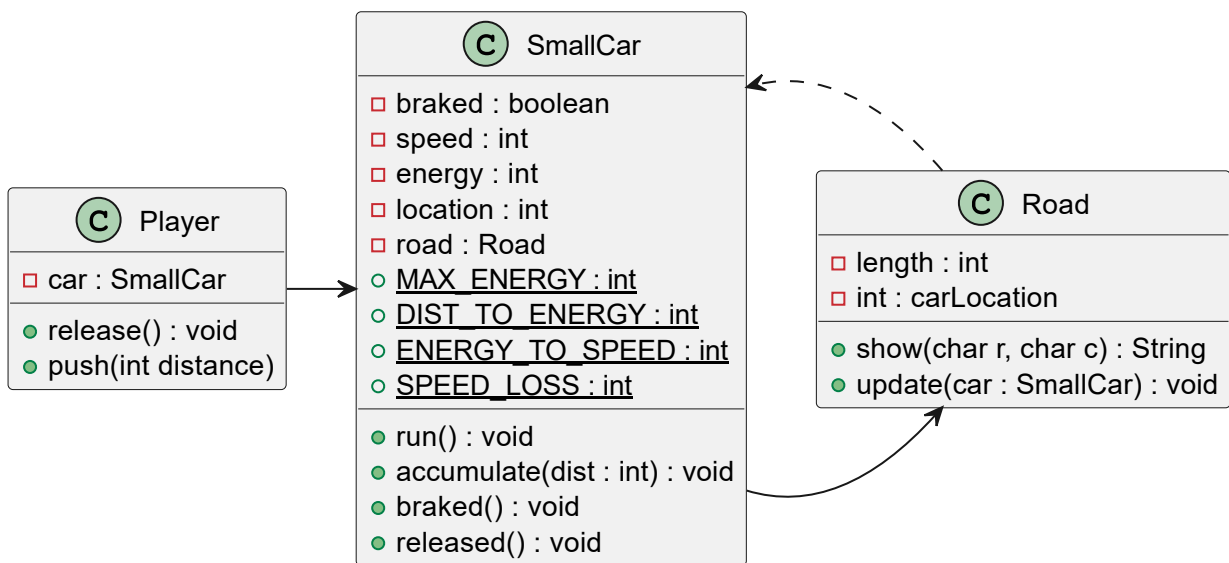 C Player
car : SmallCar
release() : void
push(int distance)
C SmallCar
braked : boolean
speed : int
energy : int
location : int
road : Road
MAX_ENERGY : int
DIST_TO_ENERGY : int
ENERGY_TO_SPEED : int
SPEED_LOSS : int
run() : void
accumulate(dist : int) : void
braked() : void
released() : void
C Road
length : int
int : carLocation
show(char r, char c) : String
update(car : SmallCar) : void